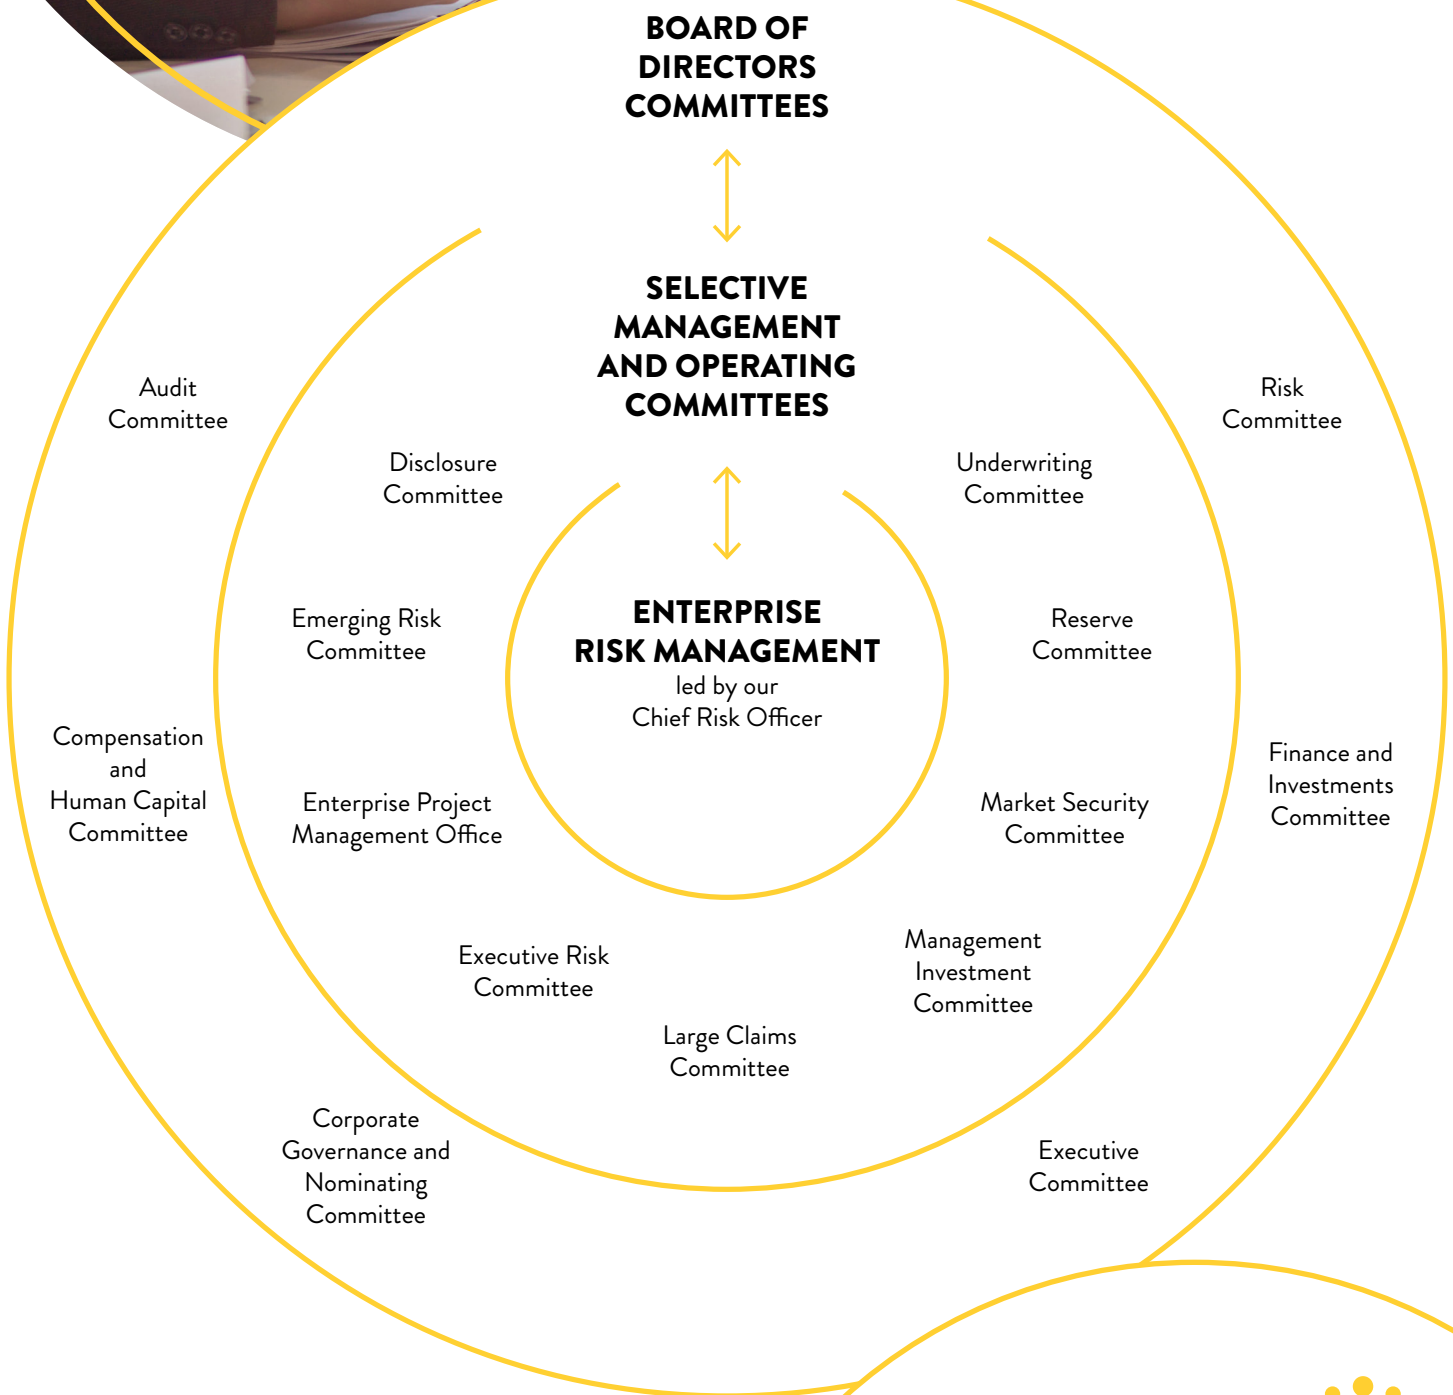 BOARD OF
DIRECTORS
COMMITTEES
SELECTIVE
MANAGEMENT
AND OPERATING
COMMITTEES
Audit
Committee
Risk
Committee
Disclosure
Committee
Underwriting
Committee
ENTERPRISE
RISK MANAGEMENT
led by our
Chief Risk Officer
Emerging Risk
Committee
Reserve
Committee
Compensation
and
Human Capital
Committee
Enterprise Project
Management Office
Market Security
Committee
Finance and
Investments
Committee
Executive Risk
Committee
Management
Investment
Committee
Large Claims
Committee
Corporate
Governance and
Nominating
Committee
Executive
Committee